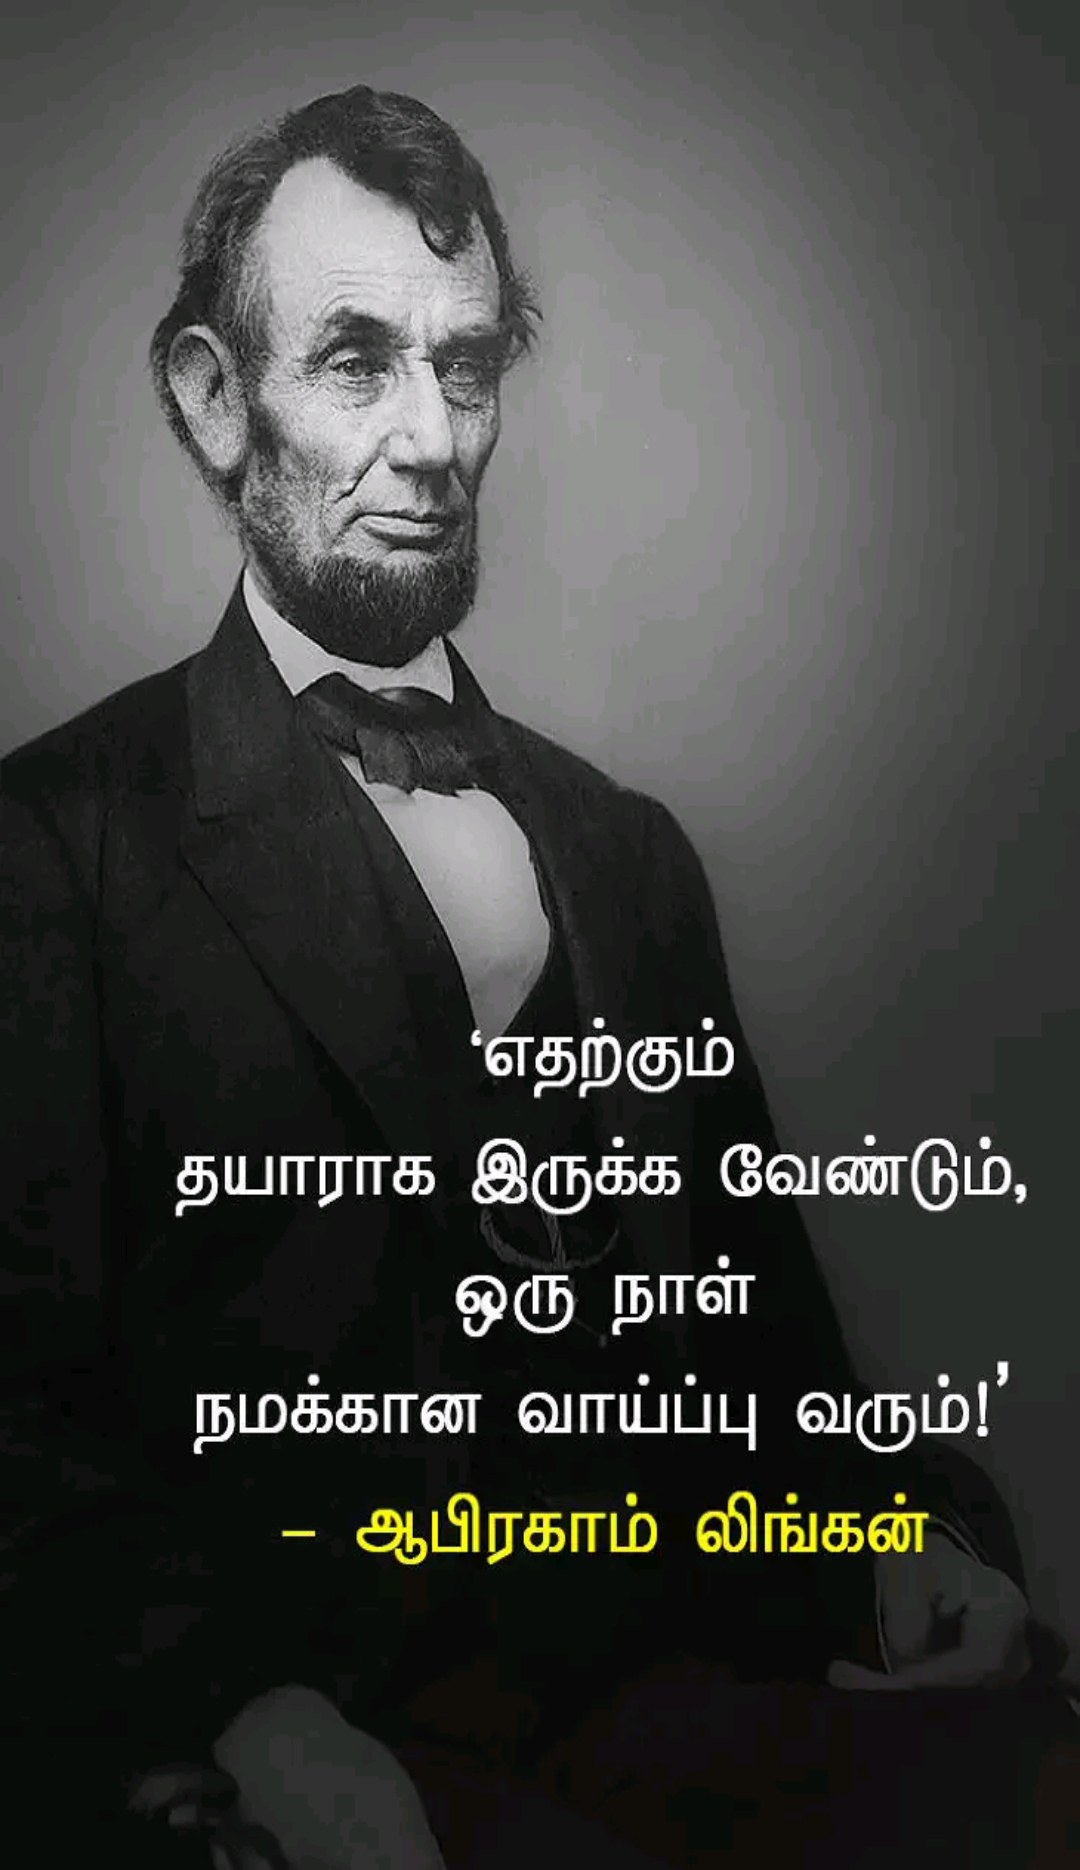 ‘எதற்கும்
தயாராக இருக்க வேண்டும்,
ஒரு நாள்
நமக்கான வாய்ப்பு வரும்!’
– ஆபிரகாம் லிங்கன்